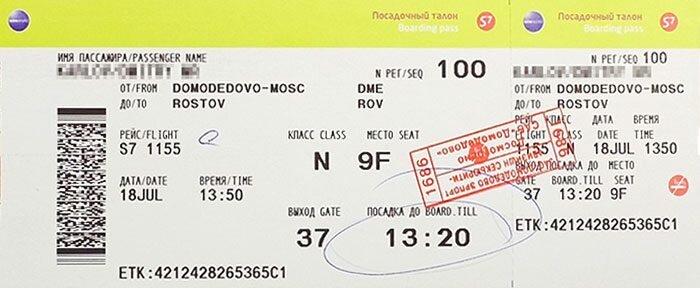 Посадочный талон S7
Boarding pass
ИМЯ ПАССАЖИРА/PASSENGER NAME
N РЕГ/SEQ 100
ОТ/FROM DOMODEDOVO-MOSC DME
ДО/TO ROSTOV ROV
РЕЙС/FLIGHT КЛАСС CLASS МЕСТО SEAT
S7 1155 N 9F
ДАТА/DATE ВРЕМЯ/TIME
18JUL 13:50
ВЫХОД GATE ПОСАДКА ДО BOARD.TILL
37 13:20
ETK:4212428265365C1
1686
ДОСМОТРЕНО
1686
Посадочный талон S7
Boarding pass
N РЕГ/SEQ 100
ОТ/FROM DOMODEDOVO-MOSC
ДО/TO ROSTOV
РЕЙС КЛАСС ДАТА ВРЕМЯ
FLIGHT CLASS DATE TIME
1155 N 18JUL 1350
ВЫХОД ПОСАДКА ДО МЕСТО
GATE BOARD.TILL SEAT
37 13:20 9F
ETK:4212428265365C1